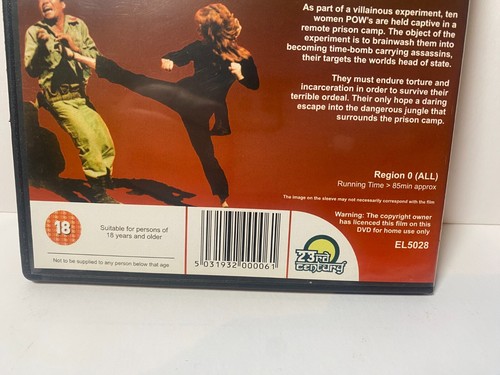 As part of a villainous experiment, ten
women POW's are held captive in a
remote prison camp. The object of the
experiment is to brainwash them into
becoming time-bomb carrying assassins,
their targets the worlds head of state.
They must endure torture and
incarceration in order to survive their
terrible ordeal. Their only hope a daring
escape into the dangerous jungle that
surrounds the prison camp.
Region 0 (ALL)
Running Time > 85min approx
The image on the sleeve may not necessarily correspond with the film
18
Suitable for persons of
18 years and older
Not to be supplied to any person below that age
5 031932 000061
23rd
century
Warning: The copyright owner
has licenced this film on this
DVD for home use only
EL5028